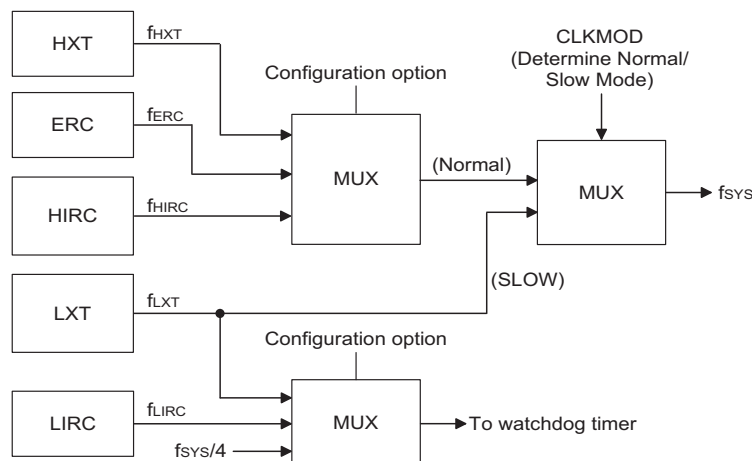 HXT
fHXT
CLKMOD
(Determine Normal/
Slow Mode)
Configuration option
ERC
fERC
MUX
(Normal)
MUX
fSYS
HIRC
fHIRC
LXT
fLXT
(SLOW)
Configuration option
LIRC
fLIRC
MUX
To watchdog timer
fSYS/4